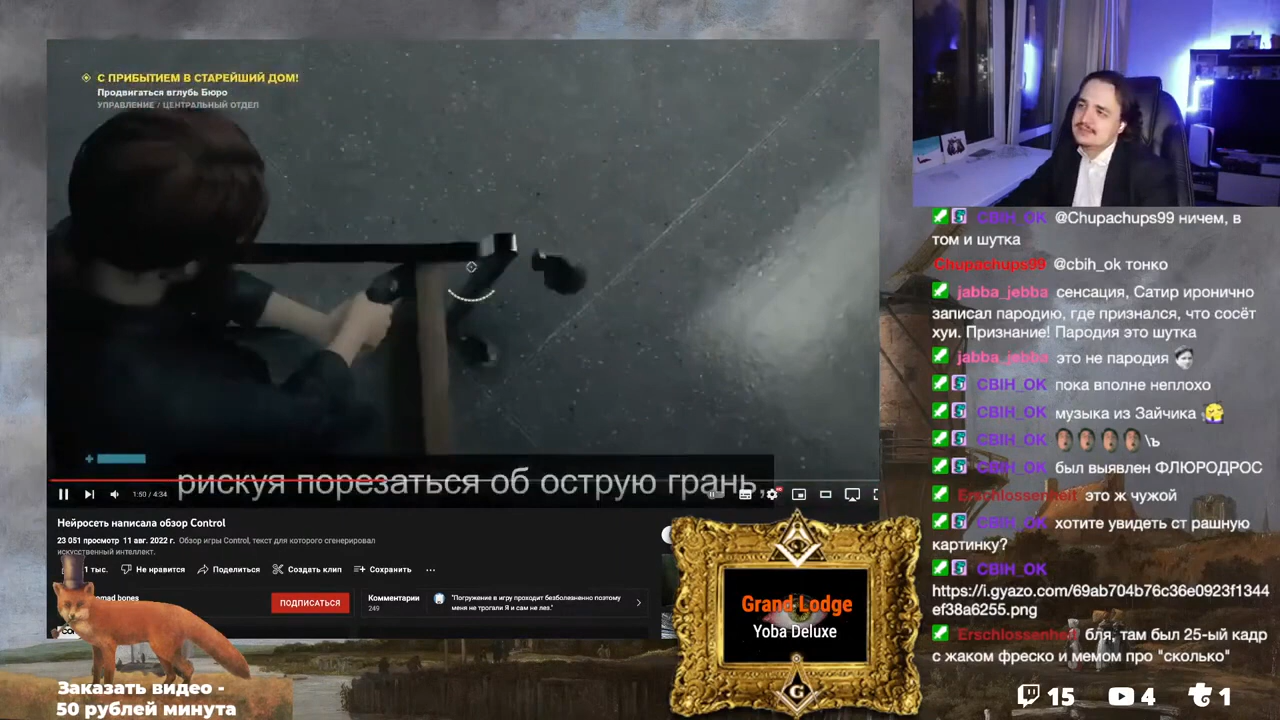 С ПРИБЫТИЕМ В СТАРЕЙШИЙ ДОМ!
Продвигаться вглубь Бюро
УПРАВЛЕНИЕ / ЦЕНТРАЛЬНЫЙ ОТДЕЛ
рискуя порезаться об острую грань,
1:50 / 4:34
Нейросеть написала обзор Control
23 051 просмотр 11 авг. 2022 г. Обзор игры Control, текст для которого сгенерировал
искусственный интеллект.
1 тыс. Не нравится Поделиться Создать клип Сохранить ...
omad bones
ПОДПИСАТЬСЯ
Комментарии
249
"Погружение в игру проходит безболезненно поэтому
меня не трогали Я и сам не лез."
Заказать видео -
50 рублей минута
G
Grand Lodge
Yoba Deluxe
G
CBIH_OK @Chupachups99 ничем, в
том и шутка
Chupachups99 @cbih_ok тонко
jabba_jebba сенсация, Сатир иронично
записал пародию, где признался, что сосёт
хуи. Признание! Пародия это шутка
jabba_jebba это не пародия
CBIH_OK пока вполне неплохо
CBIH_OK музыка из Зайчика
CBIH_OK \ъ
CBIH_OK был выявлен ФЛЮРОДРОС
Erschlossenheit это ж чужой
CBIH_OK хотите увидеть ст рашную
картинку?
CBIH_OK
https://i.gyazo.com/69ab704b76c36e0923f1344
ef38a6255.png
Erschlossenheit бля, там был 25-ый кадр
с жаком фреско и мемом про "сколько"
15 4 1